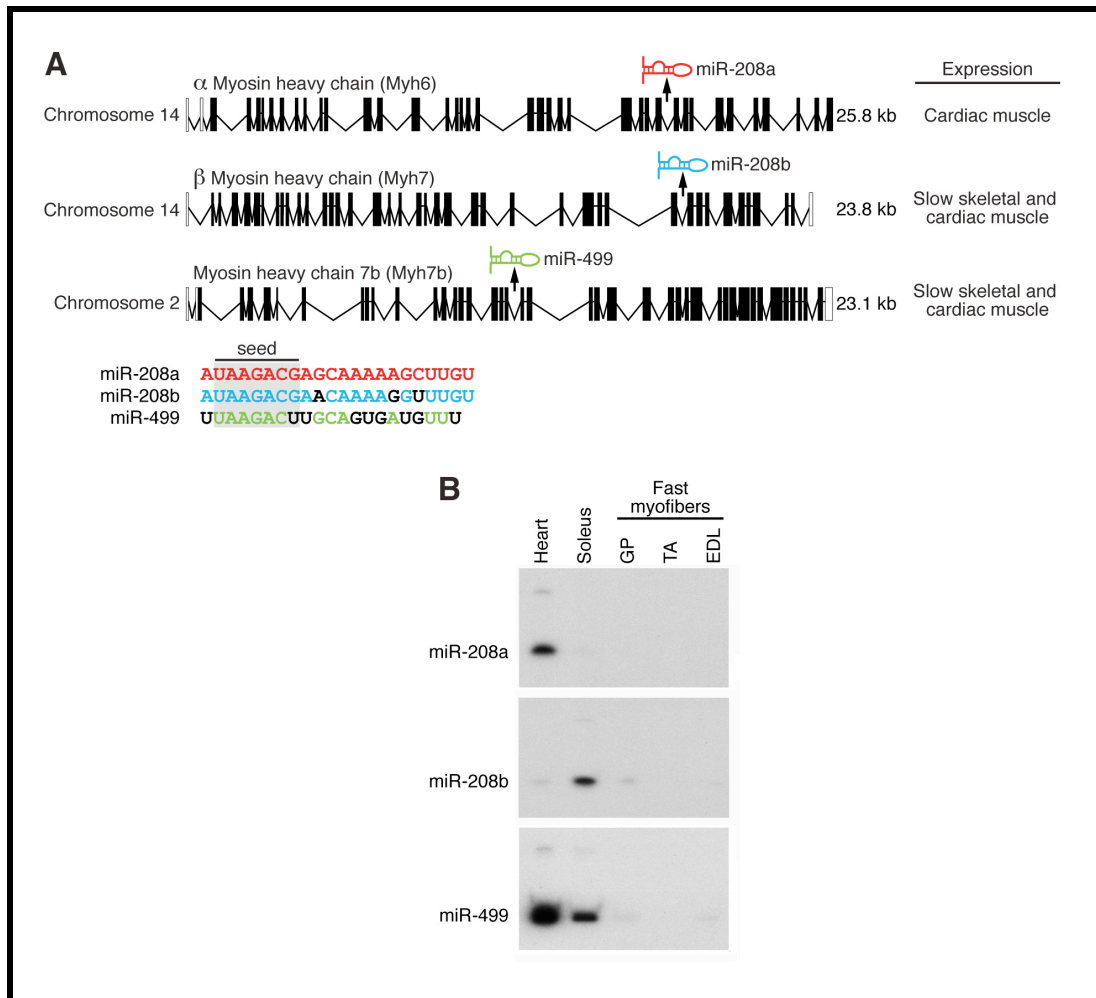 A
α Myosin heavy chain (Myh6)
miR-208a
Expression
Chromosome 14
25.8 kb
Cardiac muscle
β Myosin heavy chain (Myh7)
miR-208b
Chromosome 14
23.8 kb
Slow skeletal and
cardiac muscle
Myosin heavy chain 7b (Myh7b)
miR-499
Chromosome 2
23.1 kb
Slow skeletal and
cardiac muscle
seed
miR-208a AUAAGACGAGCAAAAAGCUUGU
miR-208b AUAAGACGAACAAAAGGUUUGU
miR-499 UUAAGACUUGCAGUGAUGUUU
B
Fast
myofibers
Heart
Soleus
GP
TA
EDL
miR-208a
miR-208b
miR-499